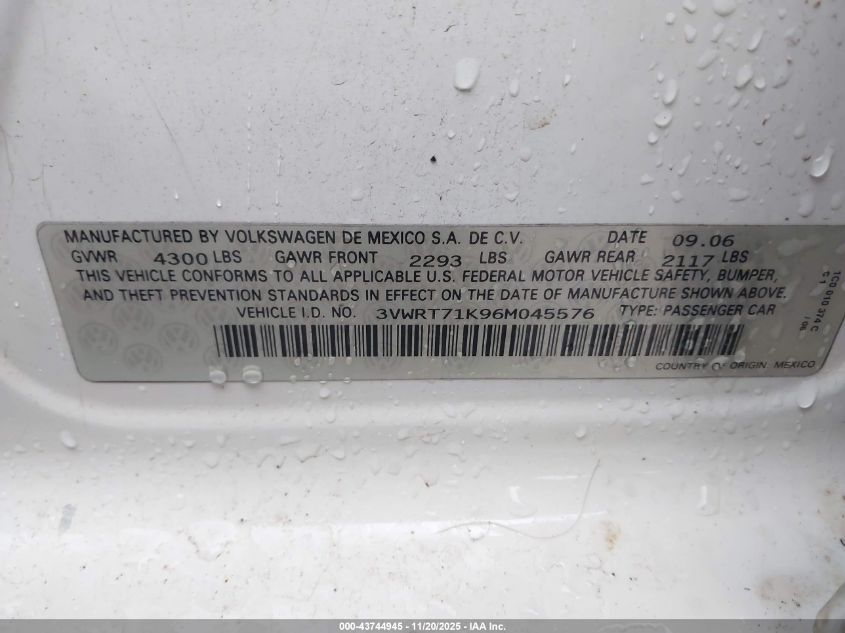 MANUFACTURED BY VOLKSWAGEN DE MEXICO S.A. DE C.V. DATE 09.06
GVWR 4300 LBS GAWR FRONT 2293 LBS GAWR REAR 2117 LBS
THIS VEHICLE CONFORMS TO ALL APPLICABLE U.S. FEDERAL MOTOR VEHICLE SAFETY, BUMPER,
AND THEFT PREVENTION STANDARDS IN EFFECT ON THE DATE OF MANUFACTURE SHOWN ABOVE.
VEHICLE I.D. NO. 3VWRT71K96M045576 TYPE: PASSENGER CAR
COUNTRY OF ORIGIN: MEXICO
1C0 010 374 C
000-43744945 - 11/20/2025 - IAA Inc.